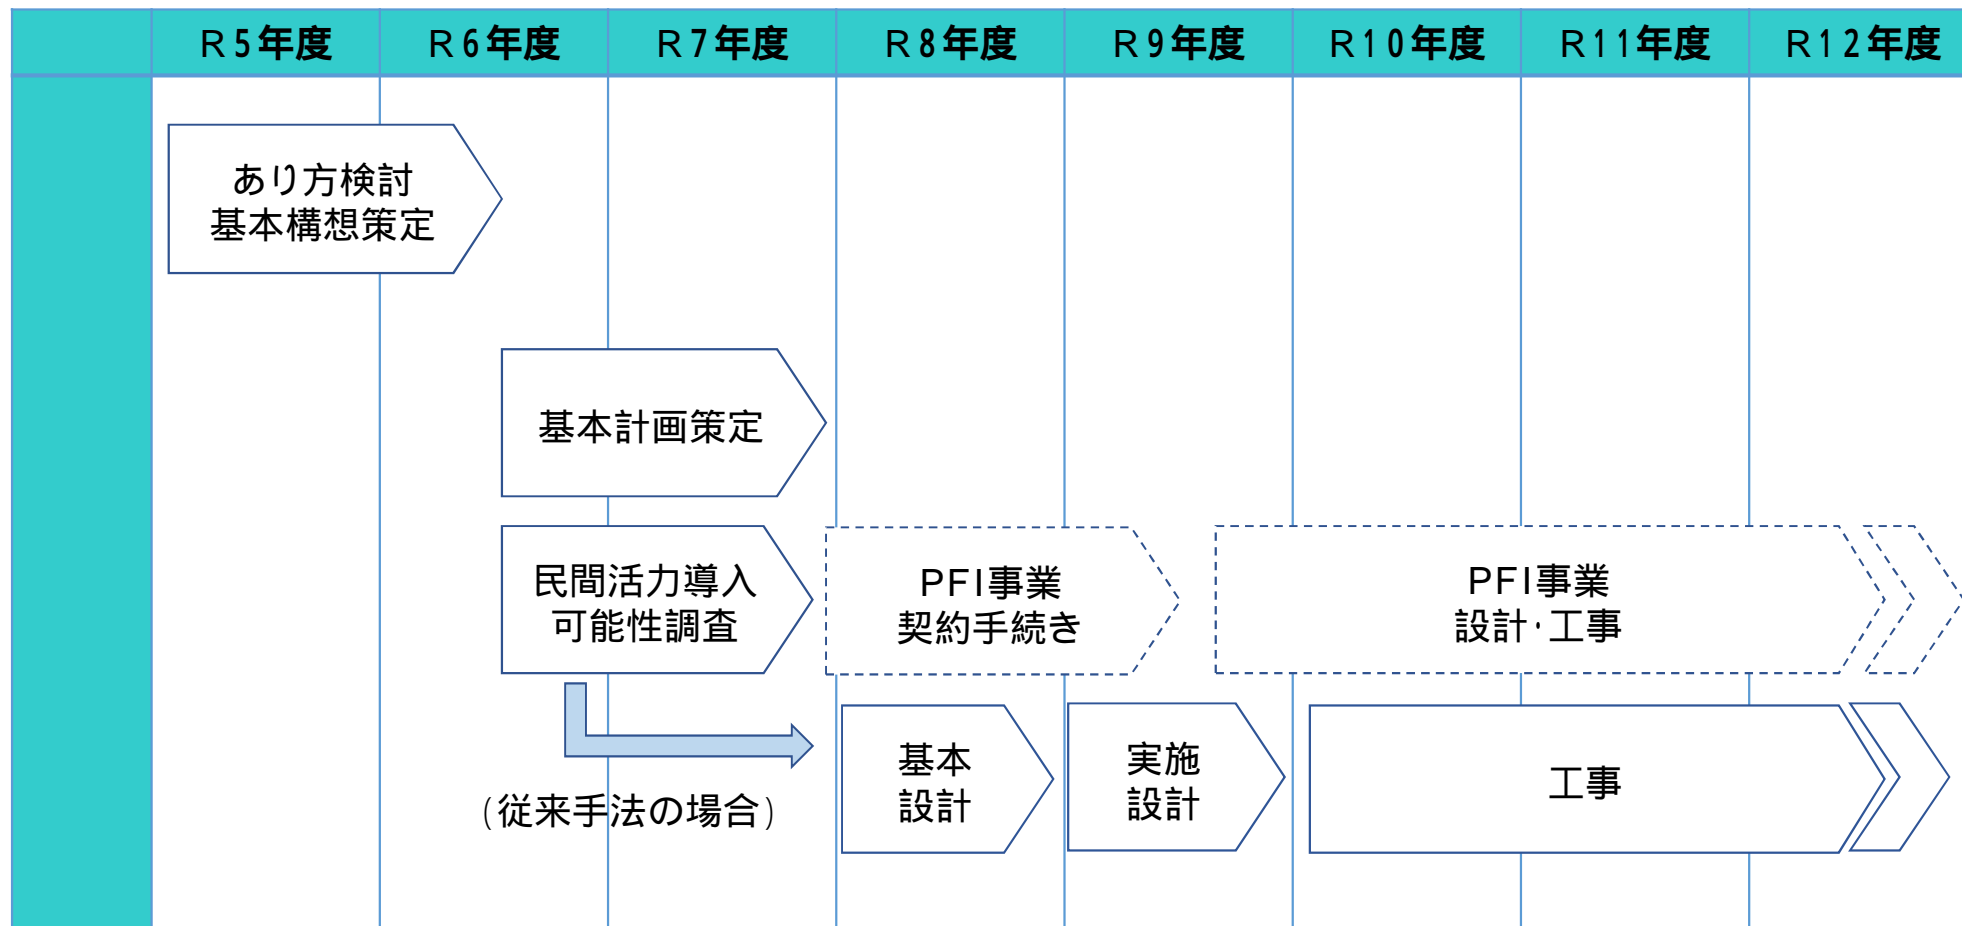 R5年度 R6年度 R7年度 R8年度 R9年度 R10年度 R11年度 R12年度
あり方検討
基本構想策定
基本計画策定
民間活力導入
可能性調査
PFI事業
契約手続き
PFI事業
設計・工事
(従来手法の場合)
基本
設計
実施
設計
工事